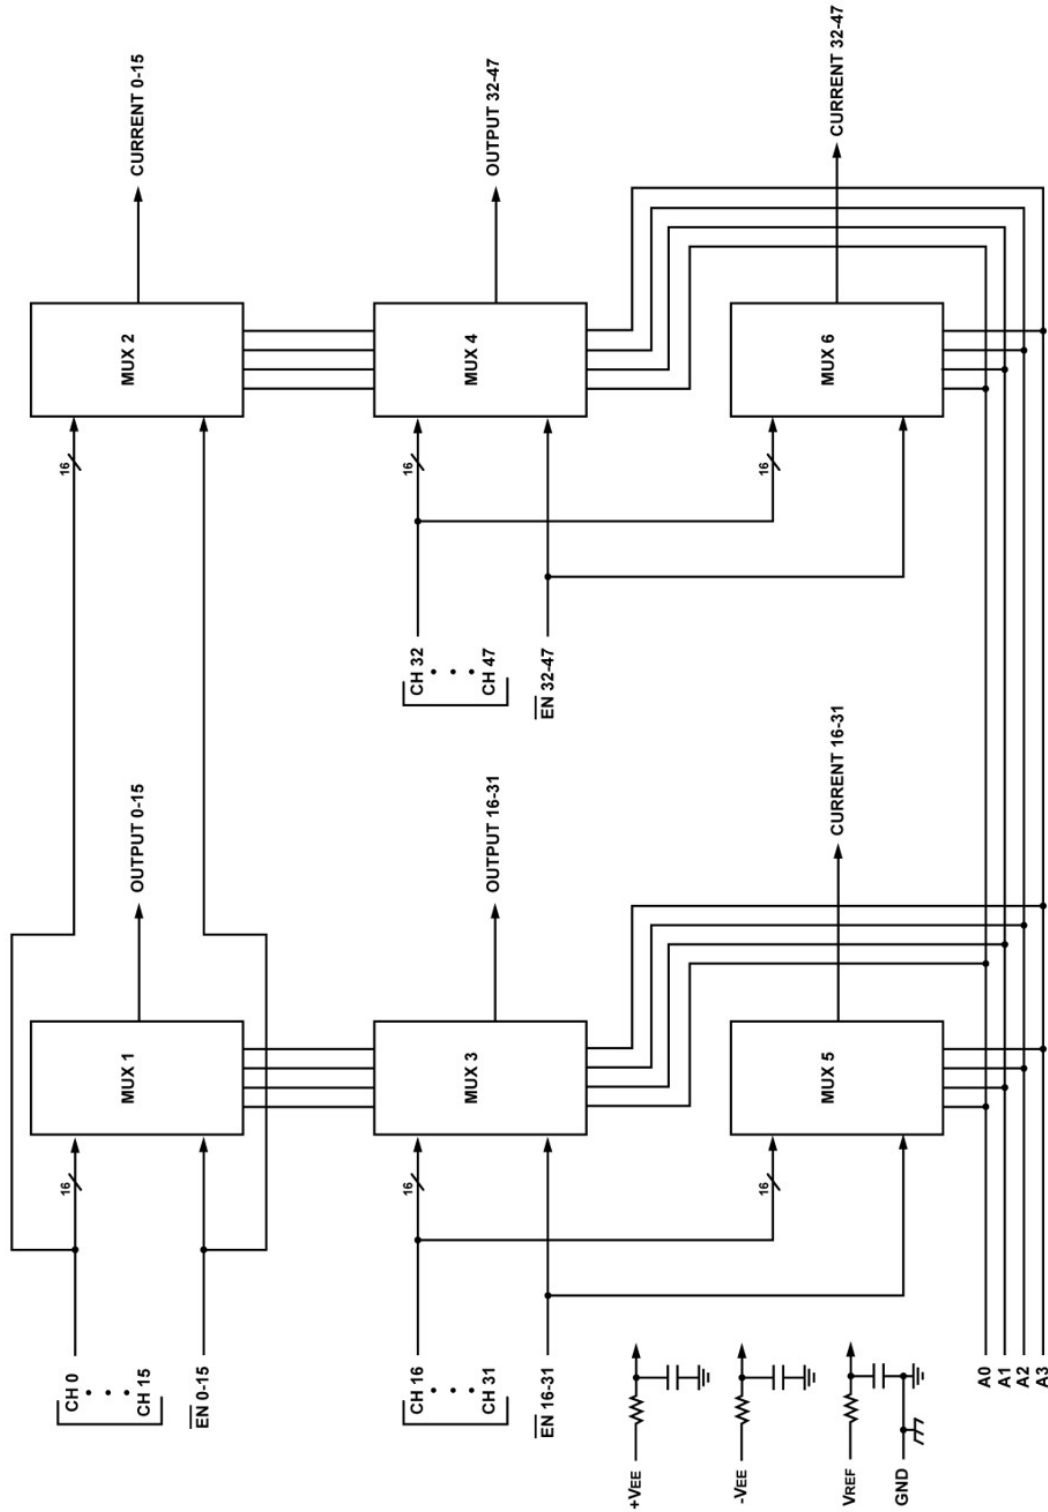 CH 0
CH 15
EN 0-15
16
MUX 1
OUTPUT 0-15
16
MUX 2
CURRENT 0-15
CH 16
CH 31
EN 16-31
16
MUX 3
OUTPUT 16-31
CH 32
CH 47
EN 32-47
16
MUX 4
OUTPUT 32-47
16
MUX 5
CURRENT 16-31
16
MUX 6
CURRENT 32-47
+VEE
-VEE
VREF
GND
A0
A1
A2
A3